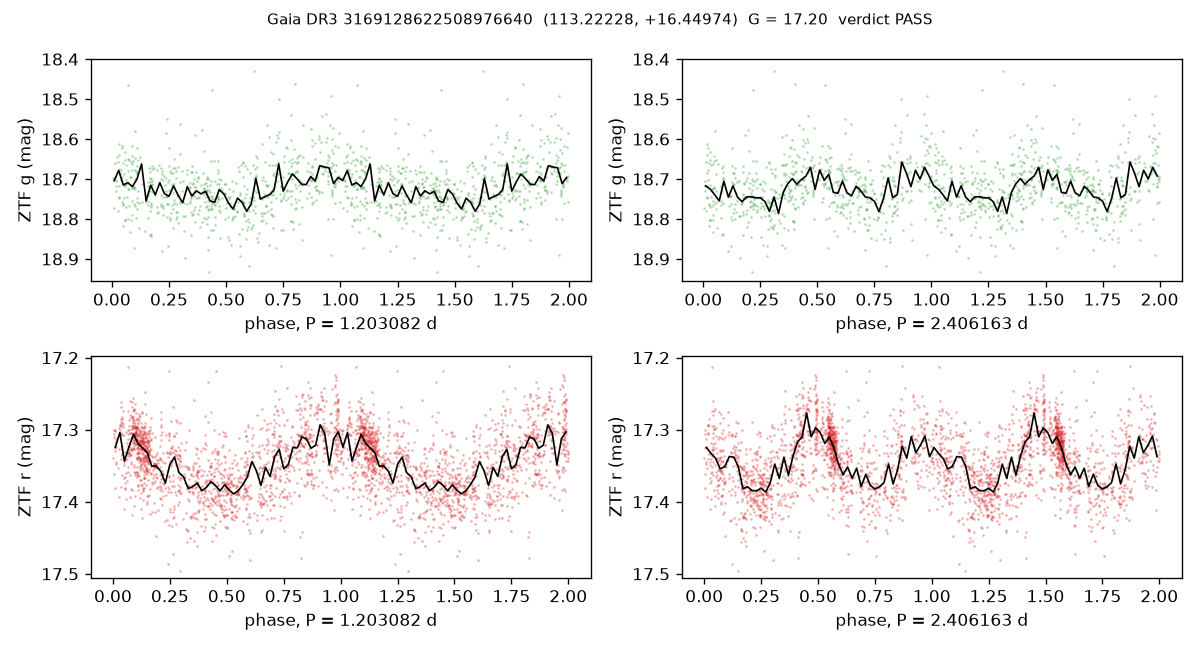 Gaia DR3 3169128622508976640 (113.22228, +16.44974) G = 17.20 verdict PASS
18.4
18.5
18.6
18.7
18.8
18.9
ZTF g (mag)
0.00 0.25 0.50 0.75 1.00 1.25 1.50 1.75 2.00
phase, P = 1.203082 d
18.4
18.5
18.6
18.7
18.8
18.9
ZTF g (mag)
0.00 0.25 0.50 0.75 1.00 1.25 1.50 1.75 2.00
phase, P = 2.406163 d
17.2
17.3
17.4
17.5
ZTF r (mag)
0.00 0.25 0.50 0.75 1.00 1.25 1.50 1.75 2.00
phase, P = 1.203082 d
17.2
17.3
17.4
17.5
ZTF r (mag)
0.00 0.25 0.50 0.75 1.00 1.25 1.50 1.75 2.00
phase, P = 2.406163 d